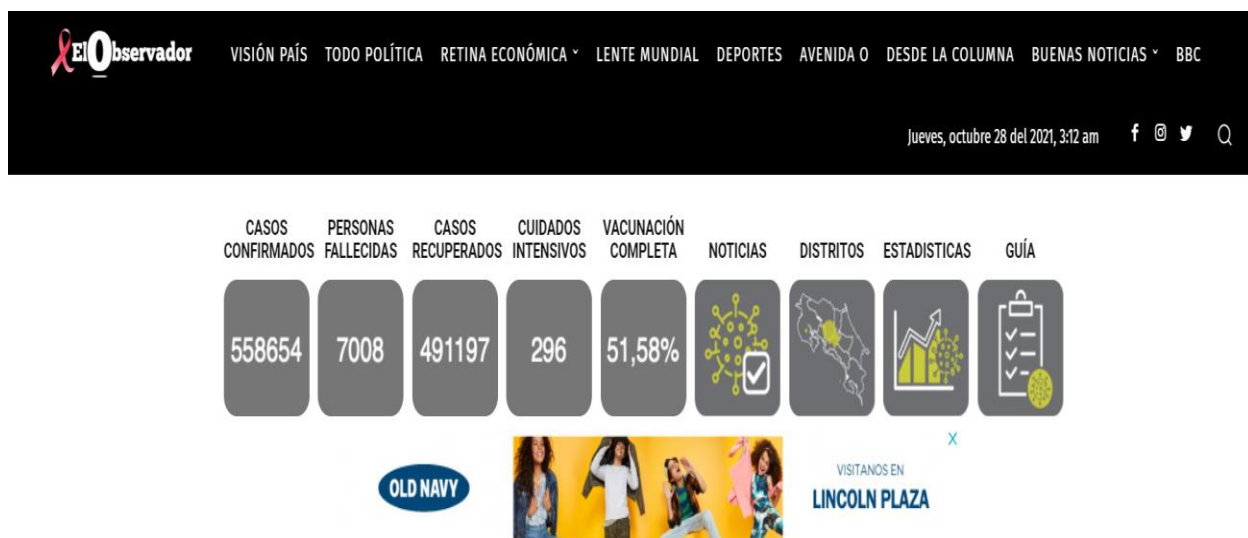 El Observador
VISIÓN PAÍS TODO POLÍTICA RETINA ECONÓMICA LENTE MUNDIAL DEPORTES AVENIDA O DESDE LA COLUMNA BUENAS NOTICIAS BBC
Jueves, octubre 28 del 2021, 3:12 am
CASOS CONFIRMADOS
PERSONAS FALLECIDAS
CASOS RECUPERADOS
CUIDADOS INTENSIVOS
VACUNACIÓN COMPLETA
NOTICIAS
DISTRITOS
ESTADISTICAS
GUÍA
558654
7008
491197
296
51,58%
OLD NAVY
VISITANOS EN
LINCOLN PLAZA